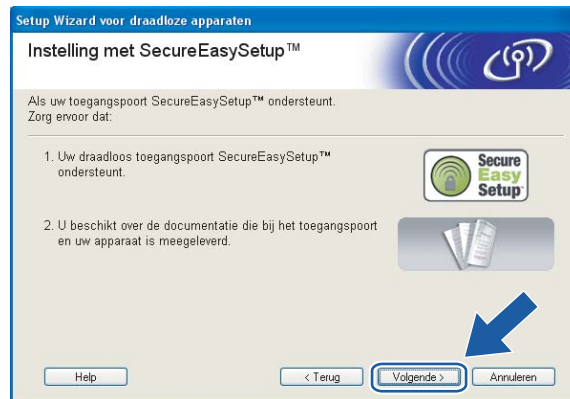 Setup Wizard voor draadloze apparaten
Instelling met SecureEasySetup™
Als uw toegangspoort SecureEasySetup™ ondersteunt.
Zorg ervoor dat:
1. Uw draadloos toegangspoort SecureEasySetup™
ondersteunt.
Secure
Easy
Setup
2. U beschikt over de documentatie die bij het toegangspoort
en uw apparaat is meegeleverd.
Help
< Terug
Volgende >
Annuleren